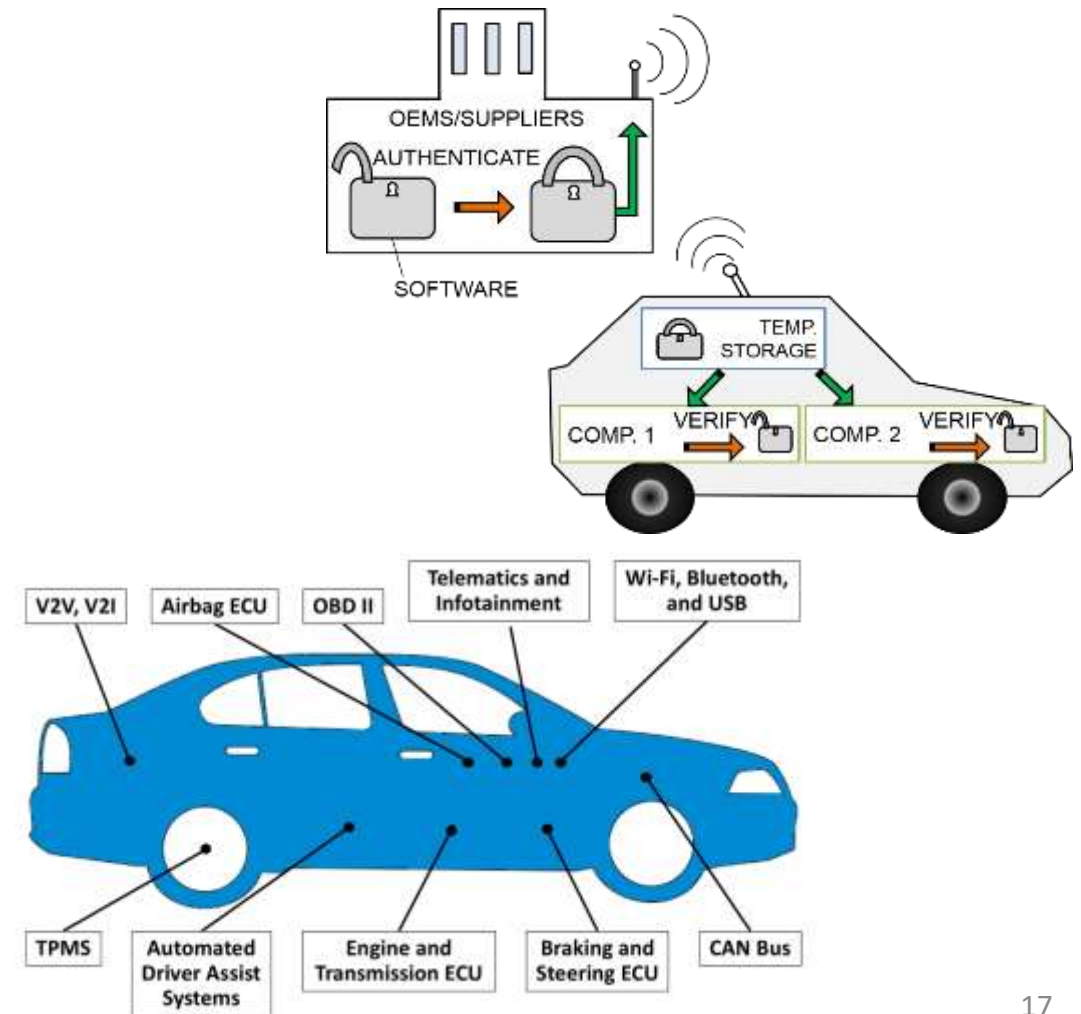 OEMS/SUPPLIERS
AUTHENTICATE
SOFTWARE
TEMP.
STORAGE
COMP. 1
VERIFY
COMP. 2
VERIFY
V2V, V2I
Airbag ECU
OBD II
Telematics and
Infotainment
Wi-Fi, Bluetooth,
and USB
TPMS
Automated
Driver Assist
Systems
Engine and
Transmission ECU
Braking and
Steering ECU
CAN Bus
17